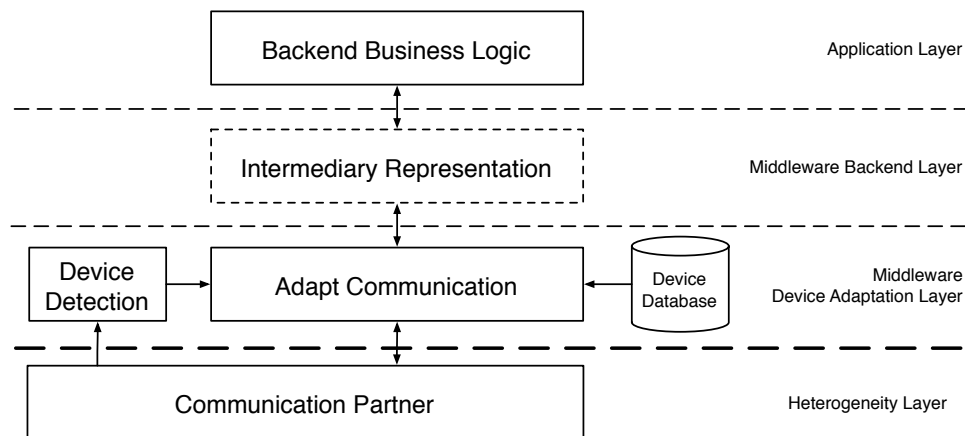 Backend Business Logic
Application Layer
Intermediary Representation
Middleware Backend Layer
Device
Detection
Adapt Communication
Device
Database
Middleware
Device Adaptation Layer
Communication Partner
Heterogeneity Layer